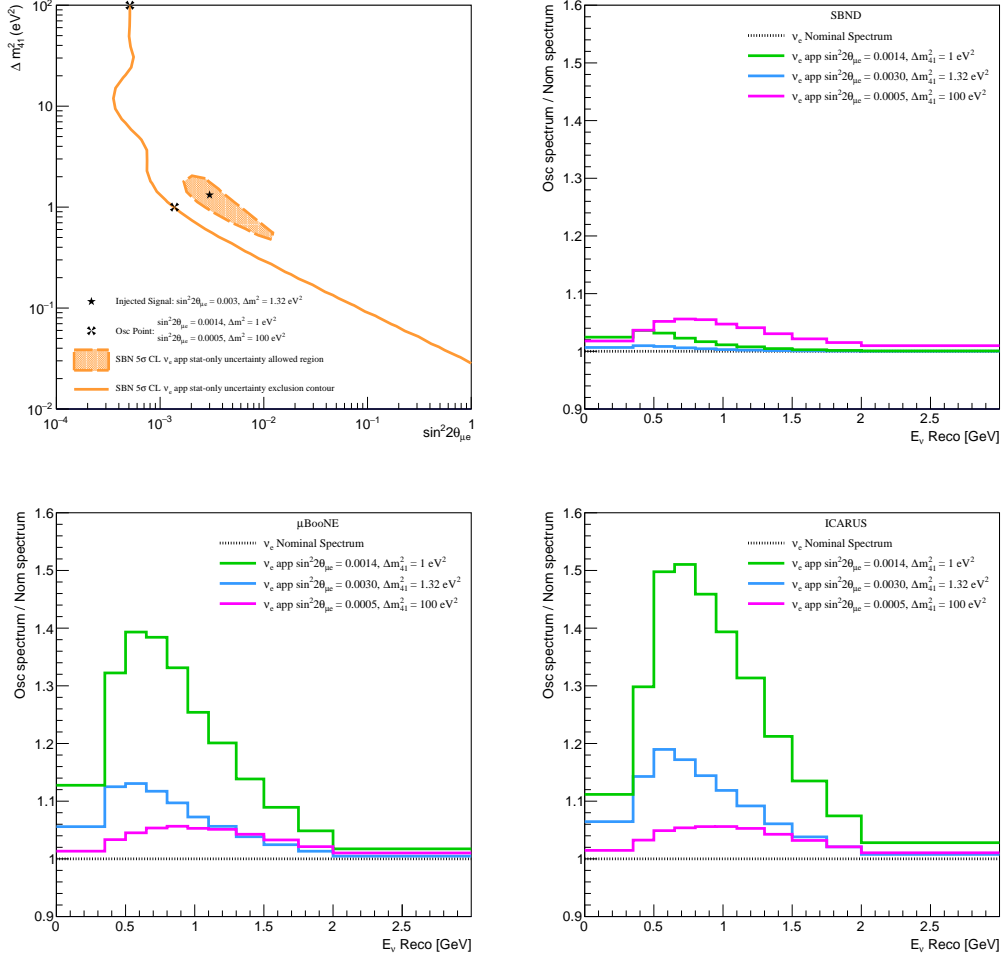 Δ m²₄₁ (eV²)
10²
10
1
10⁻¹
10⁻²
10⁻⁴ 10⁻³ 10⁻² 10⁻¹ 1
sin²2θμe
Injected Signal: sin²2θμe = 0.003, Δm² = 1.32 eV²
Osc Point: sin²2θμe = 0.0014, Δm² = 1 eV²
sin²2θμe = 0.0005, Δm² = 100 eV²
SBN 5σ CL νe app stat-only uncertainty allowed region
SBN 5σ CL νe app stat-only uncertainty exclusion contour
SBND
νe Nominal Spectrum
νe app sin²2θμe = 0.0014, Δm²₄₁ = 1 eV²
νe app sin²2θμe = 0.0030, Δm²₄₁ = 1.32 eV²
νe app sin²2θμe = 0.0005, Δm²₄₁ = 100 eV²
Osc spectrum / Nom spectrum
1.6
1.5
1.4
1.3
1.2
1.1
1
0.9
0 0.5 1 1.5 2 2.5
Eν Reco [GeV]
μBooNE
νe Nominal Spectrum
νe app sin²2θμe = 0.0014, Δm²₄₁ = 1 eV²
νe app sin²2θμe = 0.0030, Δm²₄₁ = 1.32 eV²
νe app sin²2θμe = 0.0005, Δm²₄₁ = 100 eV²
Osc spectrum / Nom spectrum
1.6
1.5
1.4
1.3
1.2
1.1
1
0.9
0 0.5 1 1.5 2 2.5
Eν Reco [GeV]
ICARUS
νe Nominal Spectrum
νe app sin²2θμe = 0.0014, Δm²₄₁ = 1 eV²
νe app sin²2θμe = 0.0030, Δm²₄₁ = 1.32 eV²
νe app sin²2θμe = 0.0005, Δm²₄₁ = 100 eV²
Osc spectrum / Nom spectrum
1.6
1.5
1.4
1.3
1.2
1.1
1
0.9
0 0.5 1 1.5 2 2.5
Eν Reco [GeV]